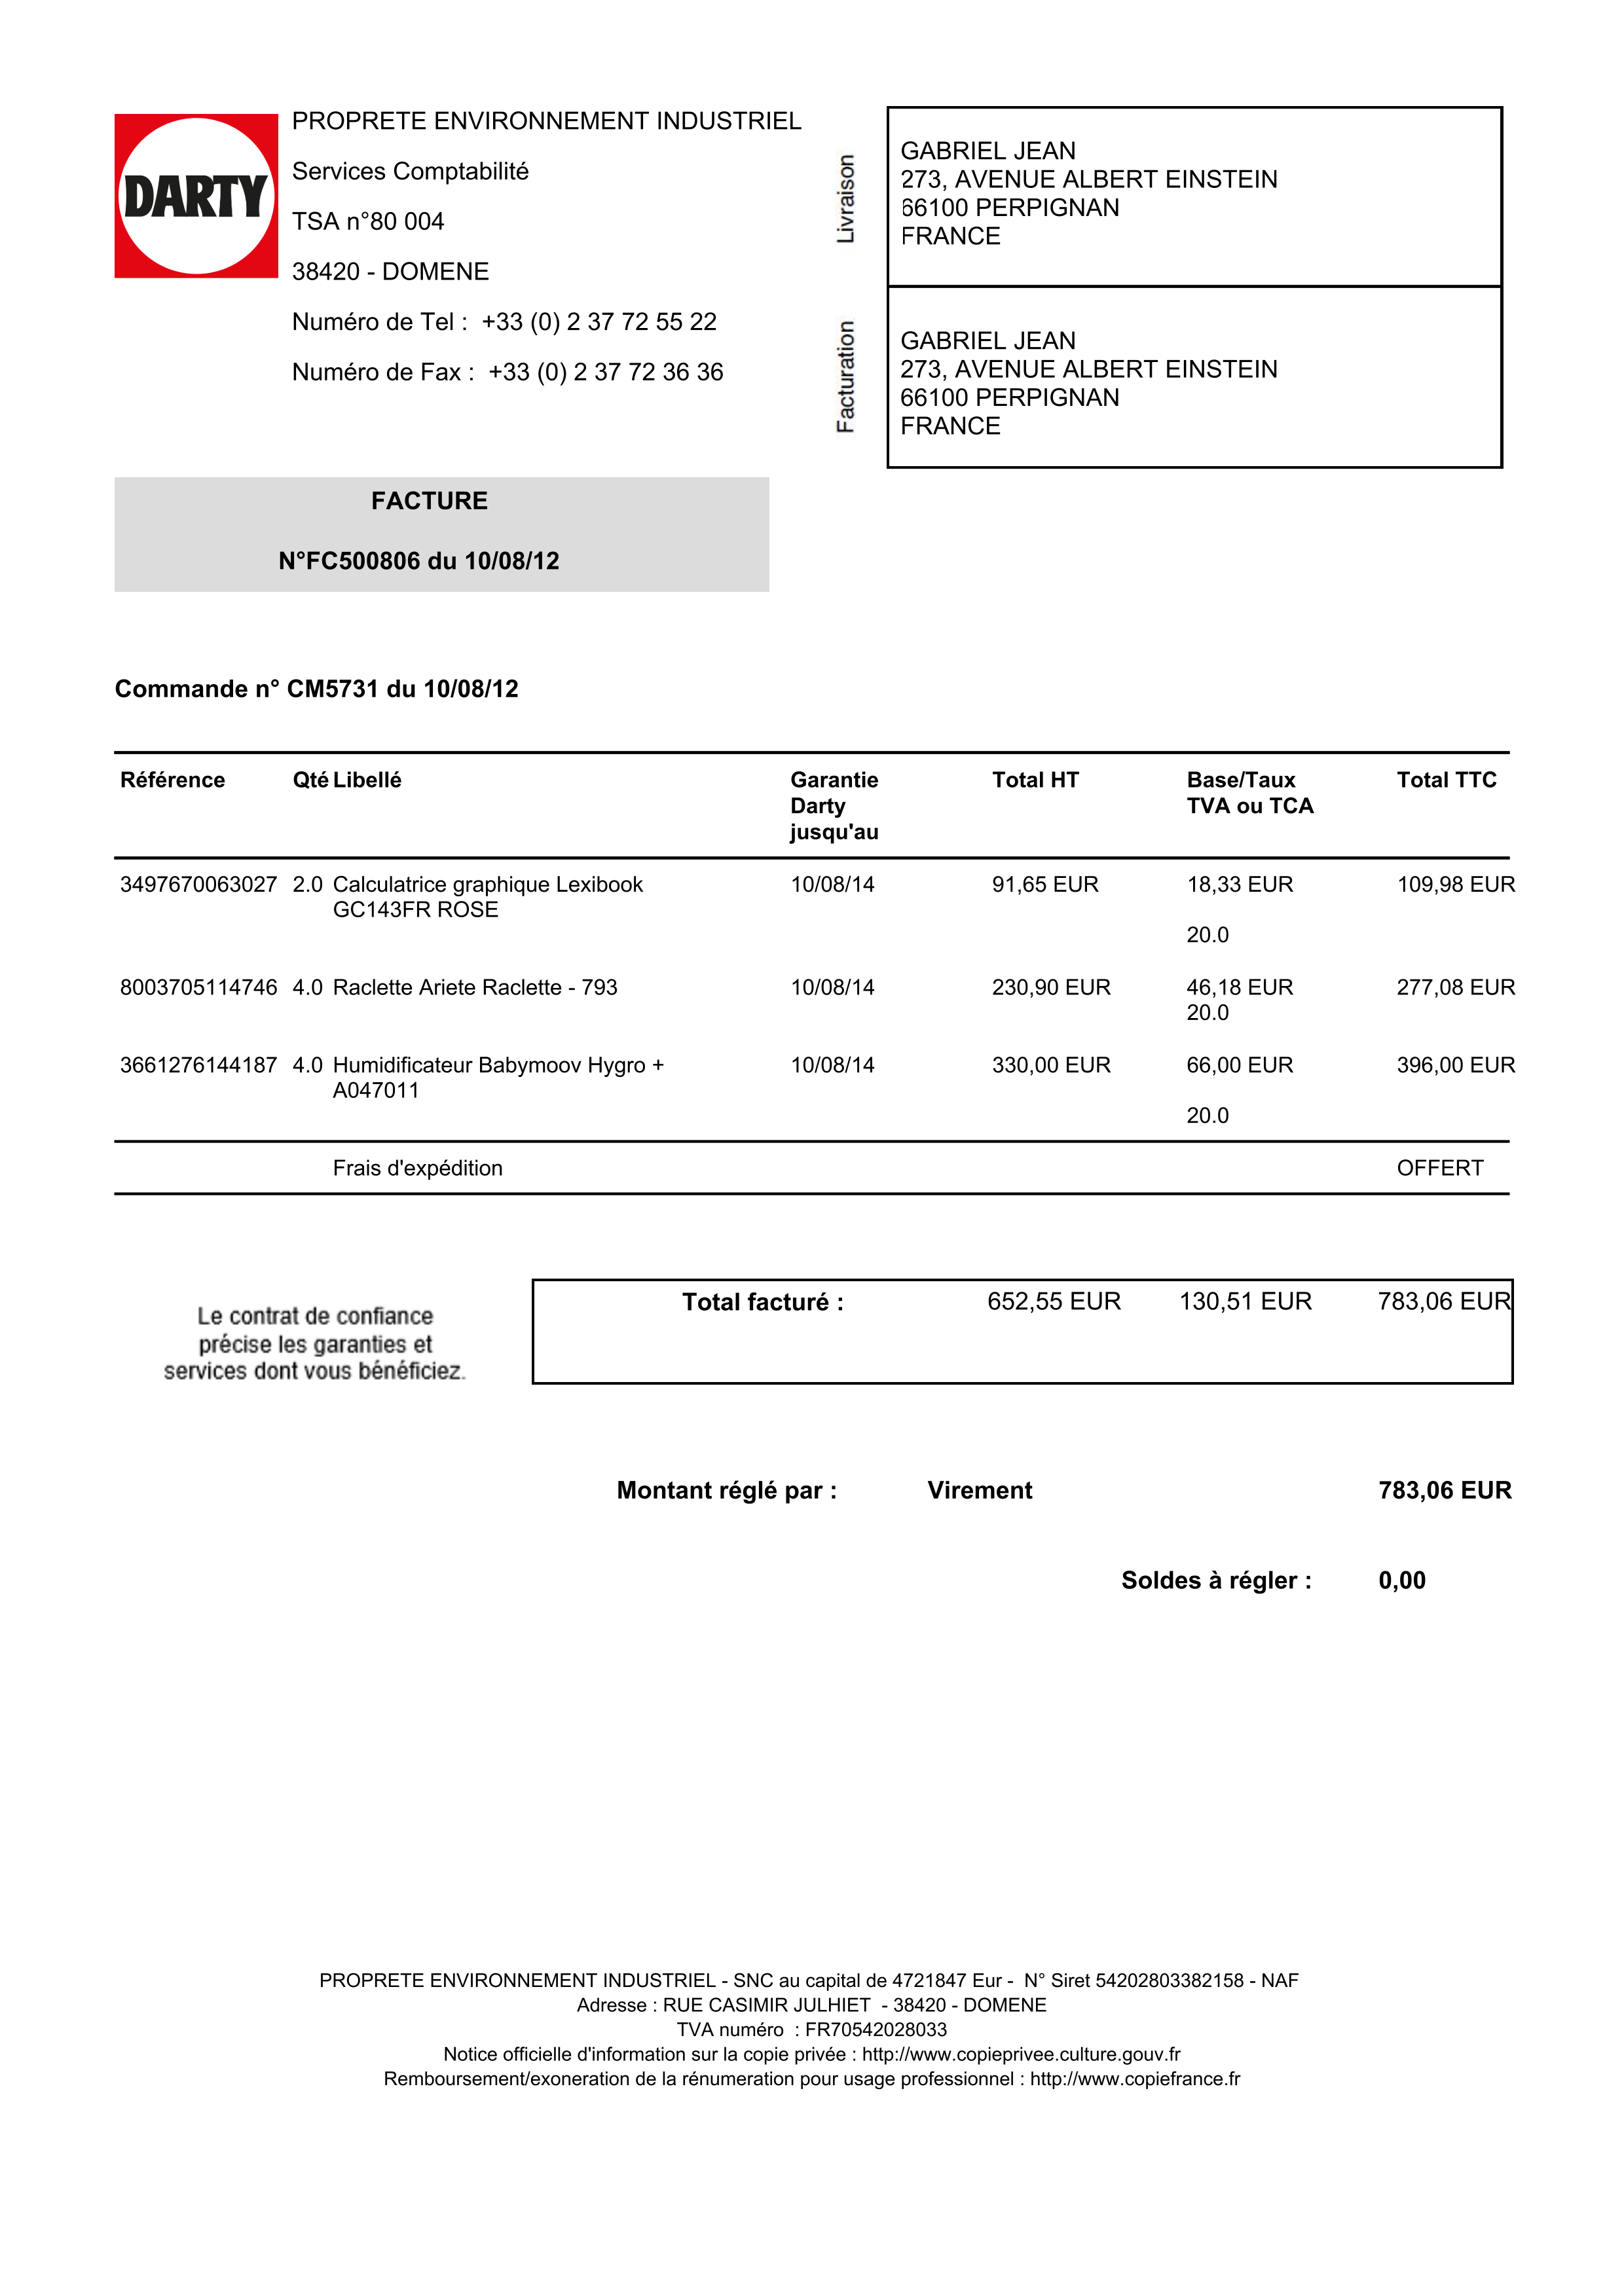 DARTY
PROPRETE ENVIRONNEMENT INDUSTRIEL
Services Comptabilité
TSA n°80 004
38420 - DOMENE
Numéro de Tel : +33 (0) 2 37 72 55 22
Numéro de Fax : +33 (0) 2 37 72 36 36
Livraison
GABRIEL JEAN
273, AVENUE ALBERT EINSTEIN
66100 PERPIGNAN
FRANCE
Facturation
GABRIEL JEAN
273, AVENUE ALBERT EINSTEIN
66100 PERPIGNAN
FRANCE
FACTURE
N°FC500806 du 10/08/12
Commande n° CM5731 du 10/08/12
Référence Qté Libellé Garantie Total HT Base/Taux Total TTC
Darty TVA ou TCA
jusqu'au
3497670063027 2.0 Calculatrice graphique Lexibook 10/08/14 91,65 EUR 18,33 EUR 109,98 EUR
GC143FR ROSE
20.0
8003705114746 4.0 Raclette Ariete Raclette - 793 10/08/14 230,90 EUR 46,18 EUR 277,08 EUR
20.0
3661276144187 4.0 Humidificateur Babymoov Hygro + 10/08/14 330,00 EUR 66,00 EUR 396,00 EUR
A047011
20.0
Frais d'expédition OFFERT
Le contrat de confiance
précise les garanties et
services dont vous bénéficiez.
Total facturé : 652,55 EUR 130,51 EUR 783,06 EUR
Montant réglé par : Virement 783,06 EUR
Soldes à régler : 0,00
PROPRETE ENVIRONNEMENT INDUSTRIEL - SNC au capital de 4721847 Eur - N° Siret 54202803382158 - NAF
Adresse : RUE CASIMIR JULHIET - 38420 - DOMENE
TVA numéro : FR70542028033
Notice officielle d'information sur la copie privée : http://www.copieprivee.culture.gouv.fr
Remboursement/exoneration de la rénumeration pour usage professionnel : http://www.copiefrance.fr